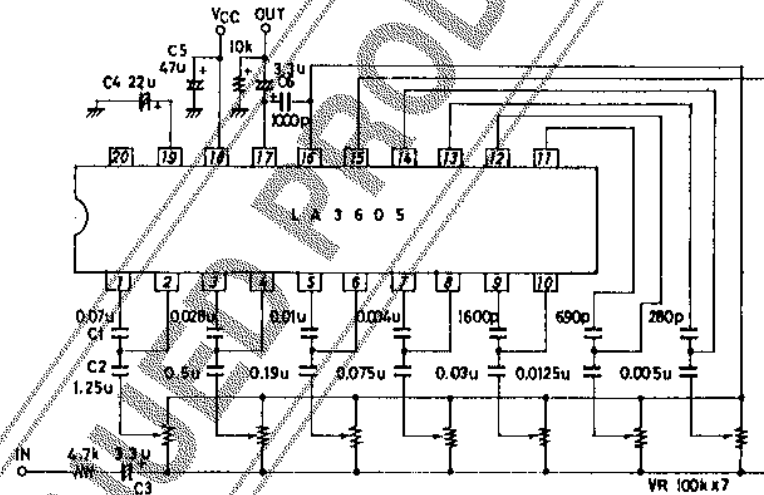 VCC OUT
C5
47u
10k
3.3u
C6
1000p
C4 22u
20 19 18 17 16 15 14 13 12 11
LA3605
1 2 3 4 5 6 7 8 9 10
0.07u 0.028u 0.01u 0.004u 1600p 690p 280p
C1
C2
1.25u 0.5u 0.19u 0.075u 0.03u 0.0125u 0.005u
IN 4.7k 3.3u
C3
VR 100k x7
UED PROD